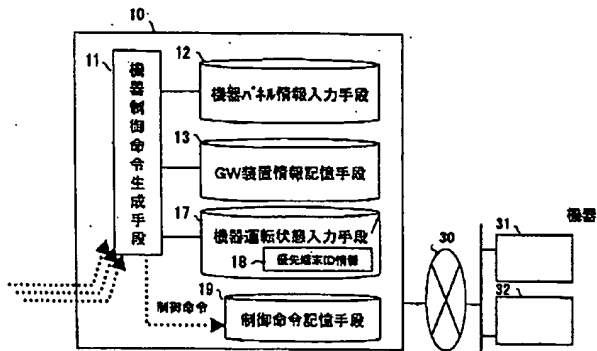 10
11
機器制御命令生成手段
12
機器パネル情報入力手段
13
GW装置情報記憶手段
17
機器運転状態入力手段
18
優先端末ID情報
19
制御命令
制御命令記憶手段
30
機器
31
32